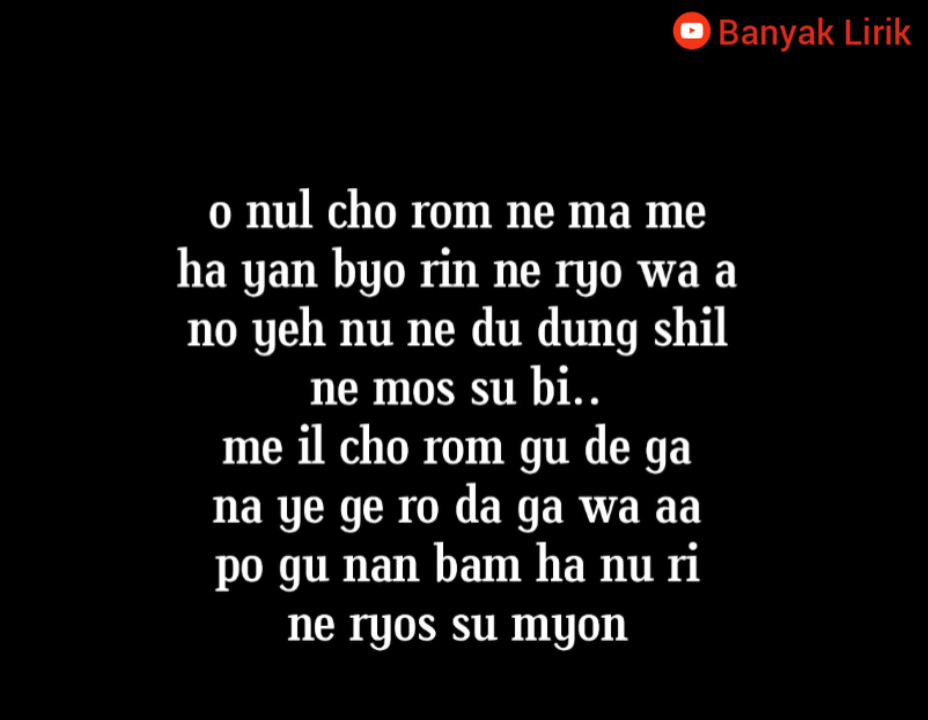 Banyak Lirik
o nul cho rom ne ma me
ha yan byo rin ne ryo wa a
no yeh nu ne du dung shil
ne mos su bi..
me il cho rom gu de ga
na ye ge ro da ga wa aa
po gu nan bam ha nu ri
ne ryos su myon